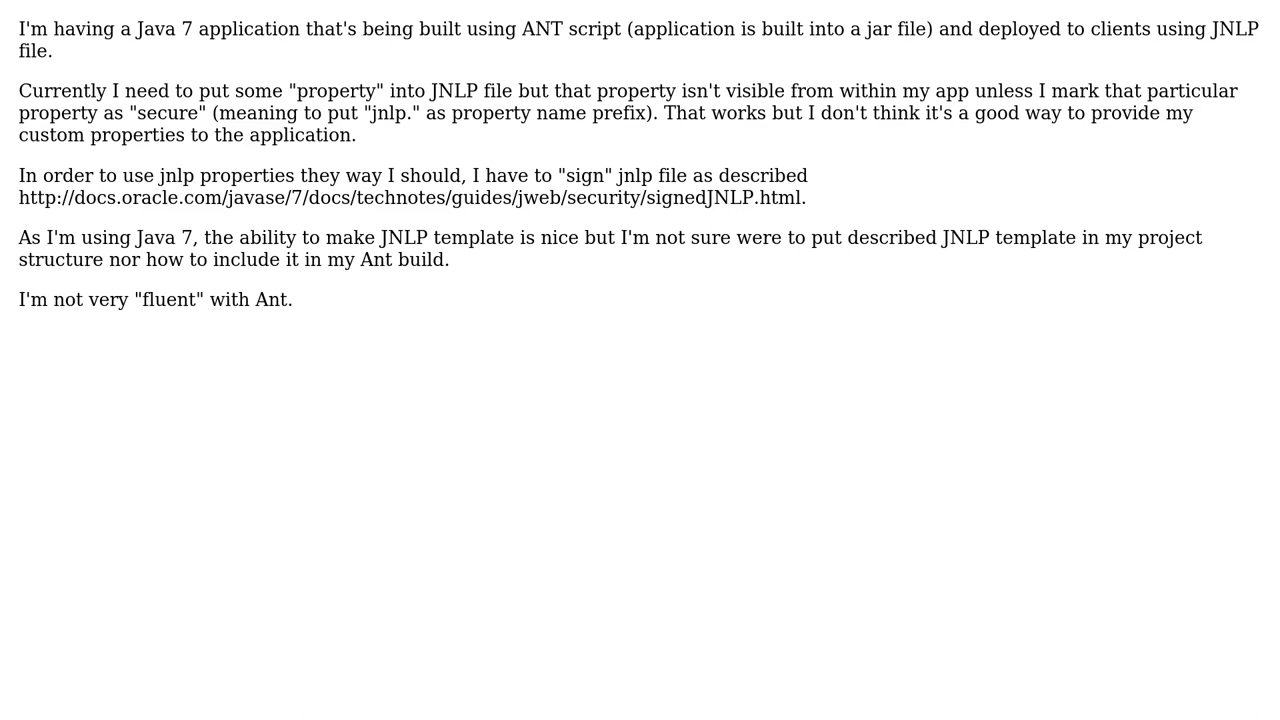 I'm having a Java 7 application that's being built using ANT script (application is built into a jar file) and deployed to clients using JNLP
file.
Currently I need to put some "property" into JNLP file but that property isn't visible from within my app unless I mark that particular
property as "secure" (meaning to put "jnlp." as property name prefix). That works but I don't think it's a good way to provide my
custom properties to the application.
In order to use jnlp properties they way I should, I have to "sign" jnlp file as described
http://docs.oracle.com/javase/7/docs/technotes/guides/jweb/security/signedJNLP.html.
As I'm using Java 7, the ability to make JNLP template is nice but I'm not sure were to put described JNLP template in my project
structure nor how to include it in my Ant build.
I'm not very "fluent" with Ant.